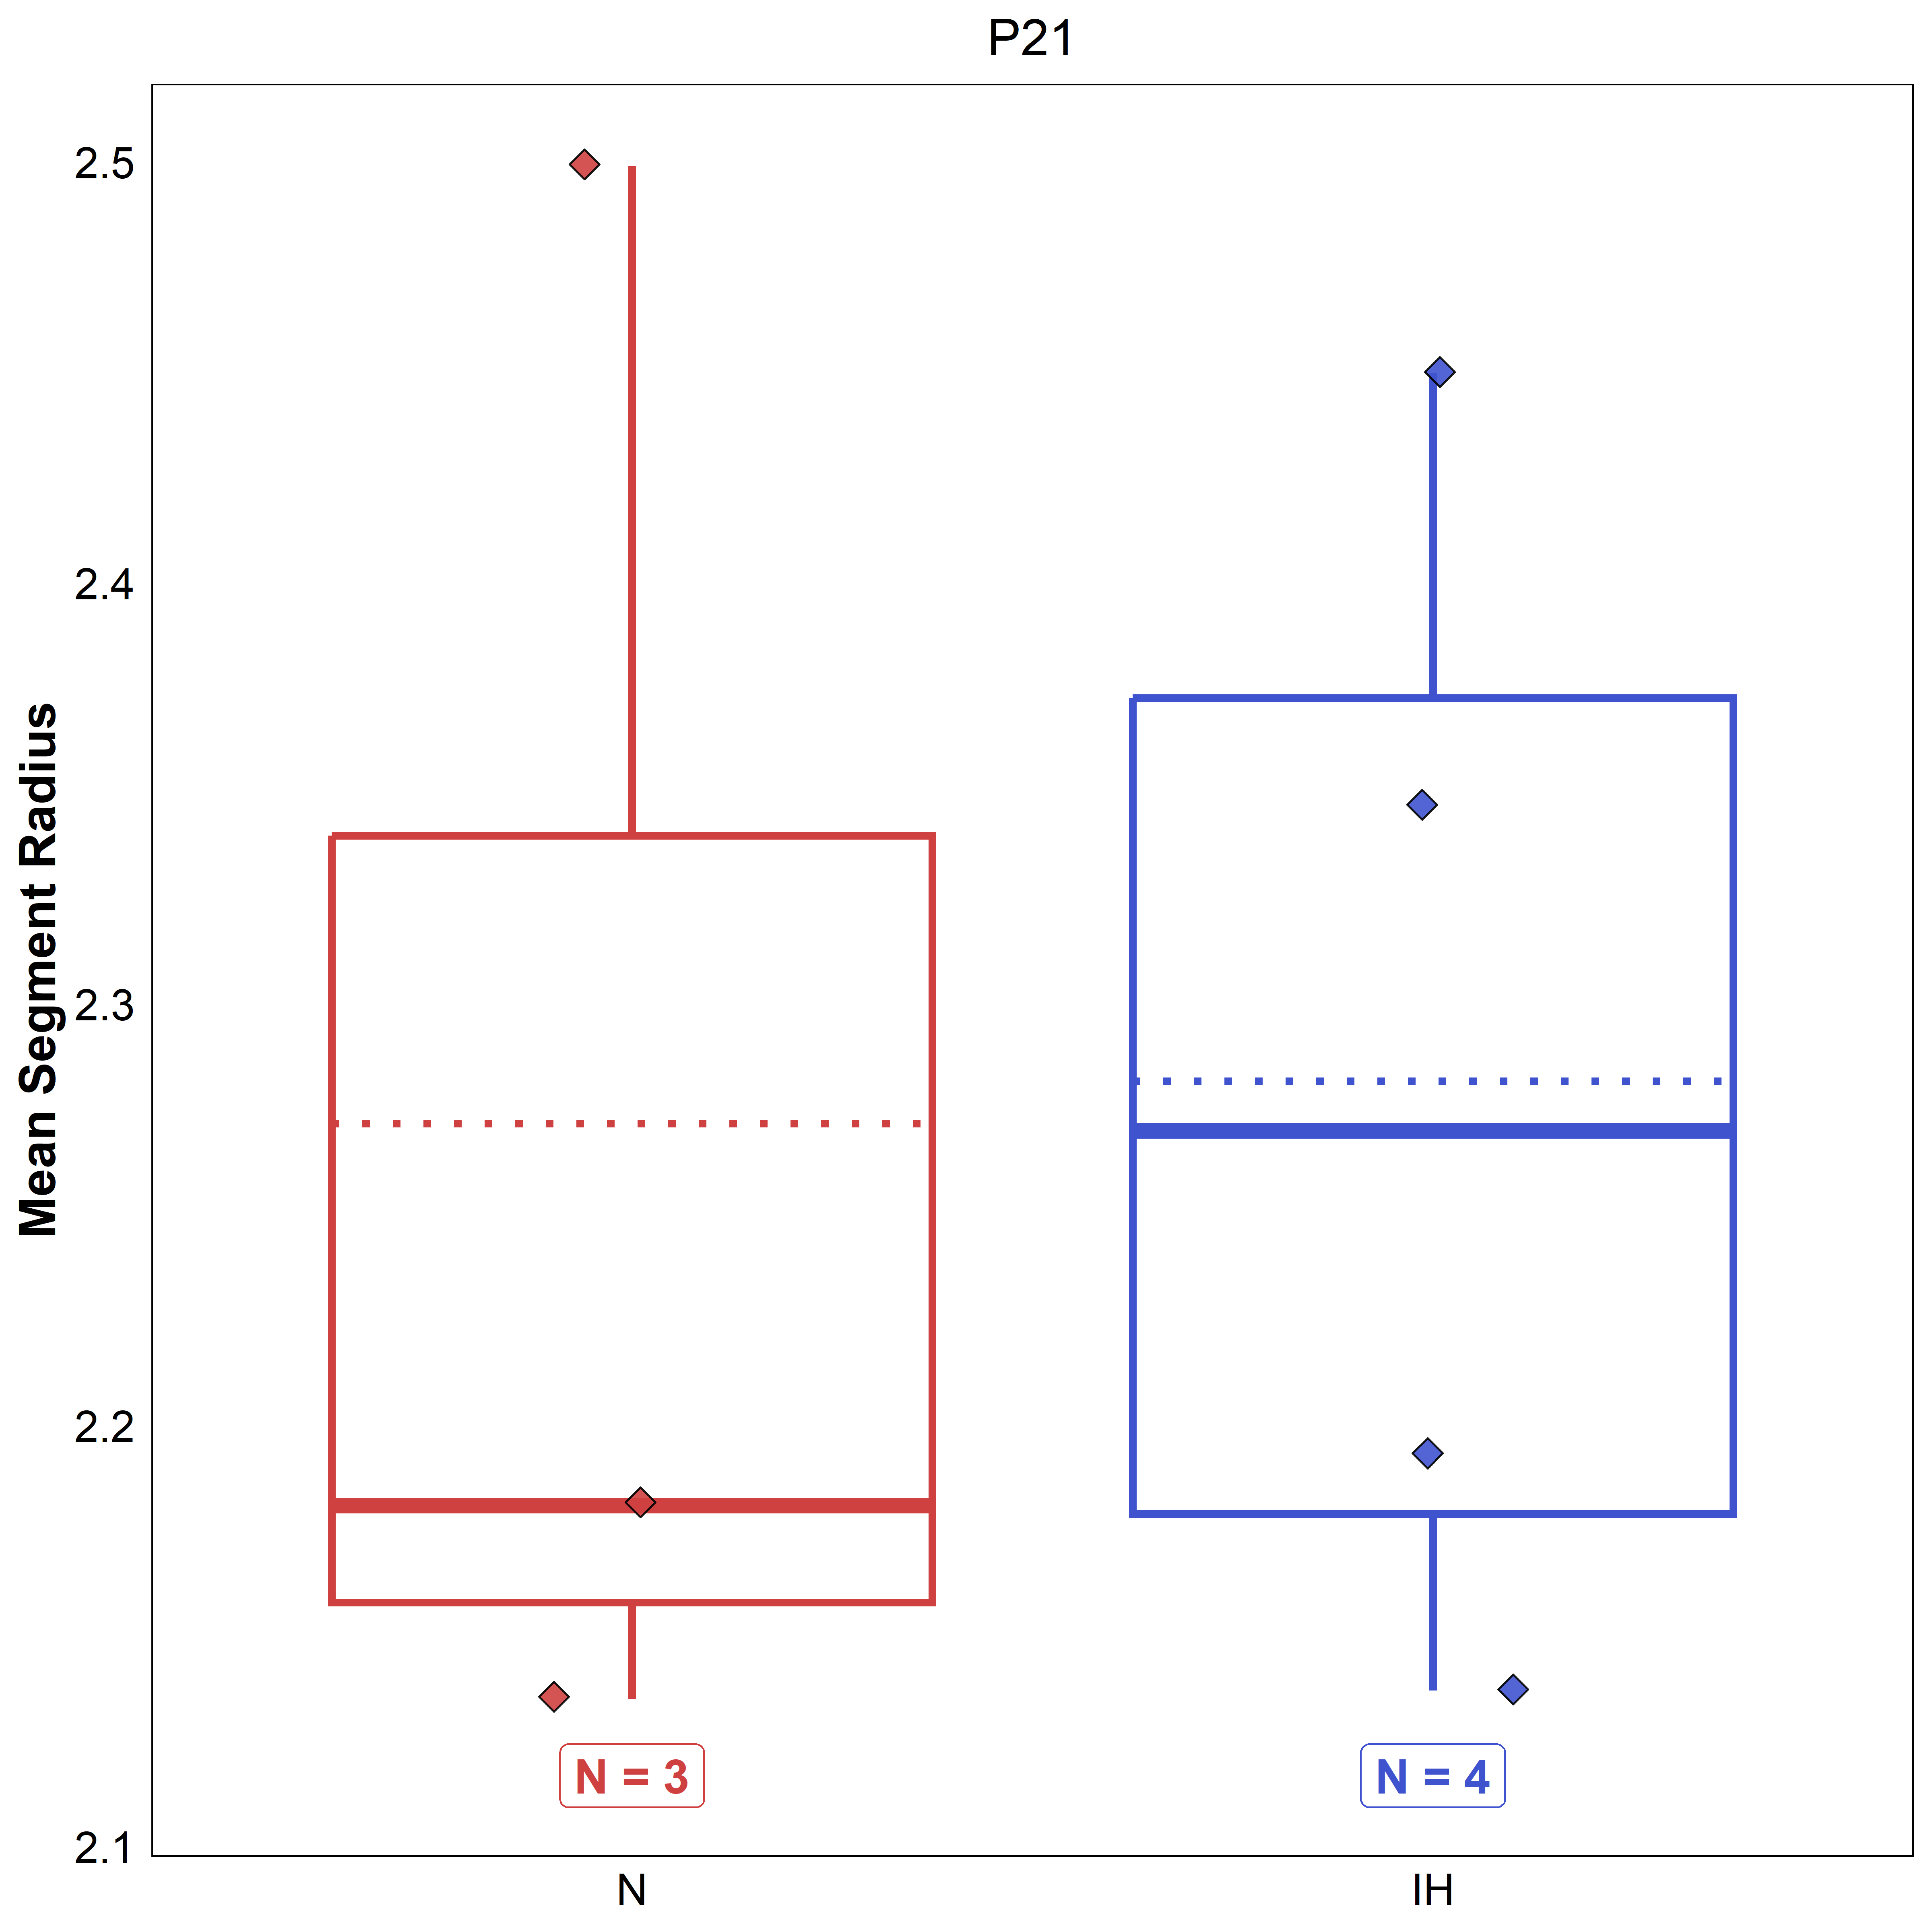 P21
Mean Segment Radius
2.5
2.4
2.3
2.2
2.1
N = 3
N = 4
N
IH